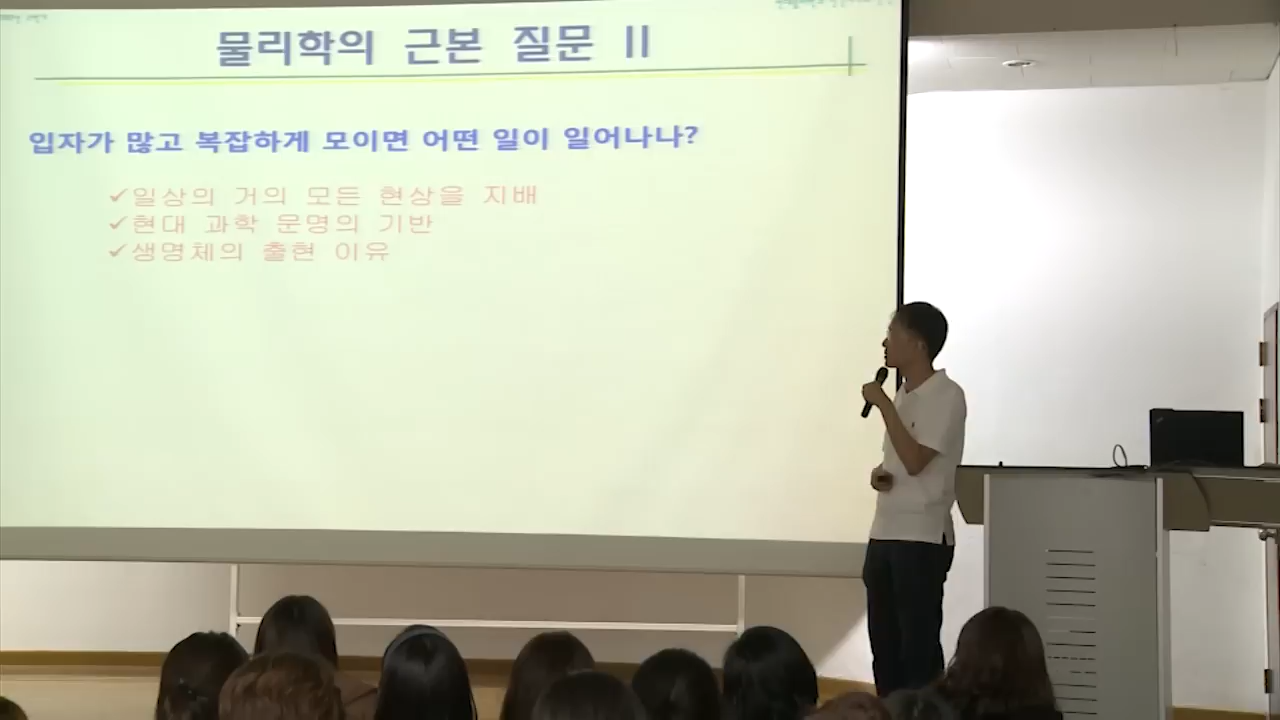 물리학의 근본 질문 II
입자가 많고 복잡하게 모이면 어떤 일이 일어나나?
✓일상의 거의 모든 현상을 지배
✓현대 과학 운명의 기반
✓생명체의 출현 이유